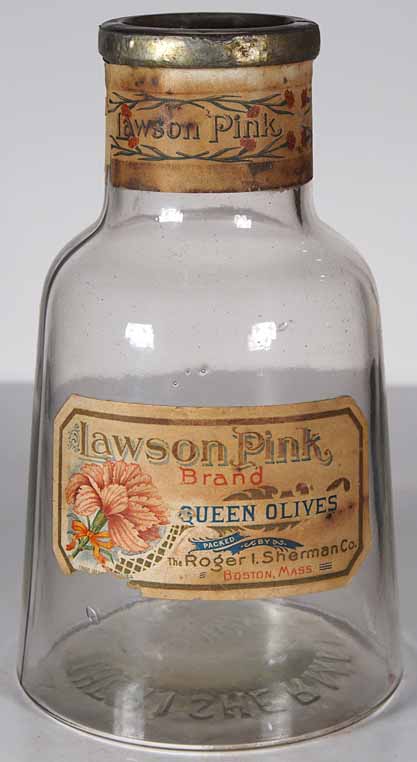 Lawson Pink
Lawson Pink
Brand
QUEEN OLIVES
PACKED BY
The Roger I. Sherman Co.
BOSTON, MASS.